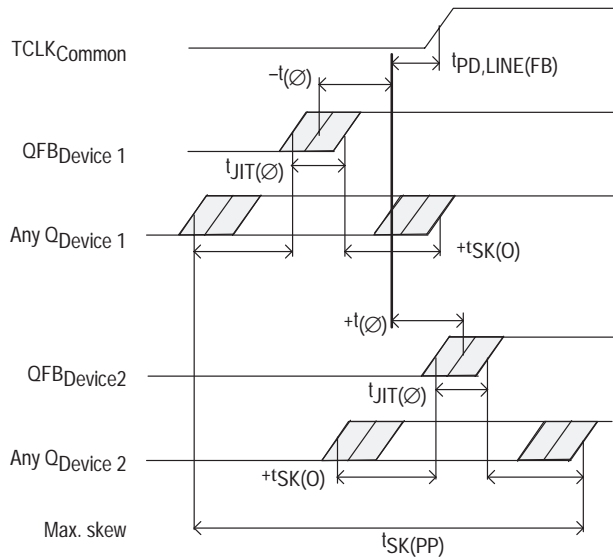 TCLKCommon
tPD,LINE(FB)
–t(∅)
QFBDevice 1
tJIT(∅)
Any QDevice 1
+tSK(O)
+t(∅)
QFBDevice2
tJIT(∅)
Any QDevice 2
+tSK(O)
Max. skew
tSK(PP)